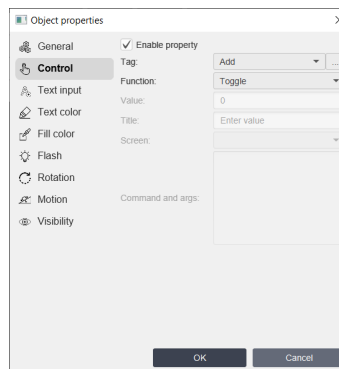 Object properties
General
Control
Text input
Text color
Fill color
Flash
Rotation
Motion
Visibility
Enable property
Tag: Add ...
Function: Toggle
Value: 0
Title: Enter value
Screen:
Command and args:
OK Cancel